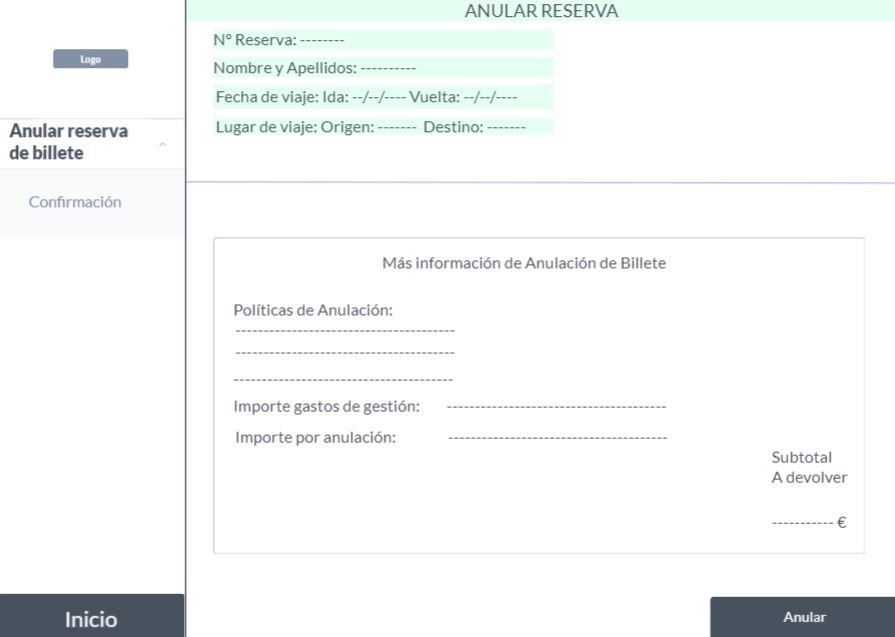 Logo
Anular reserva
de billete
Confirmación
Inicio
ANULAR RESERVA
Nº Reserva: --------
Nombre y Apellidos: ----------
Fecha de viaje: Ida: --/--/---- Vuelta: --/--/----
Lugar de viaje: Origen: ------- Destino: -------
Más información de Anulación de Billete
Políticas de Anulación:
---------------------------------------
---------------------------------------
---------------------------------------
Importe gastos de gestión: ---------------------------------------
Importe por anulación: ---------------------------------------
Subtotal
A devolver
----------- €
Anular